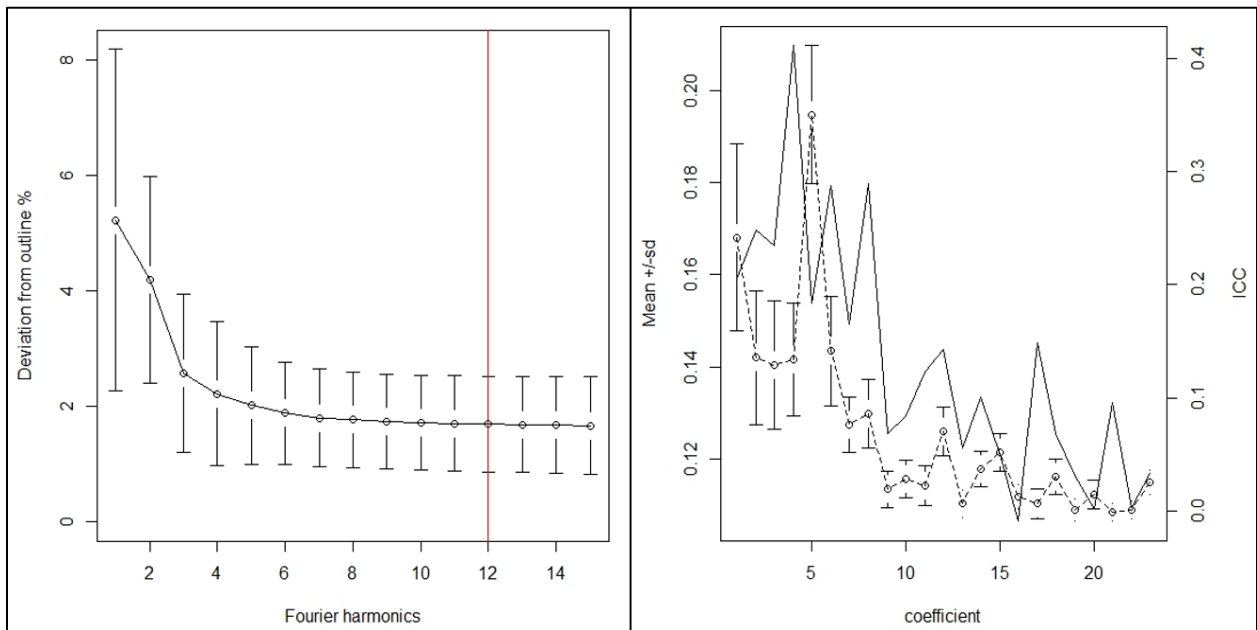 Deviation from outline %
8
6
4
2
0
2 4 6 8 10 12 14
Fourier harmonics
Mean +/-sd
0.20
0.18
0.16
0.14
0.12
5 10 15 20
coefficient
0.4
0.3
0.2
0.1
0.0
ICC